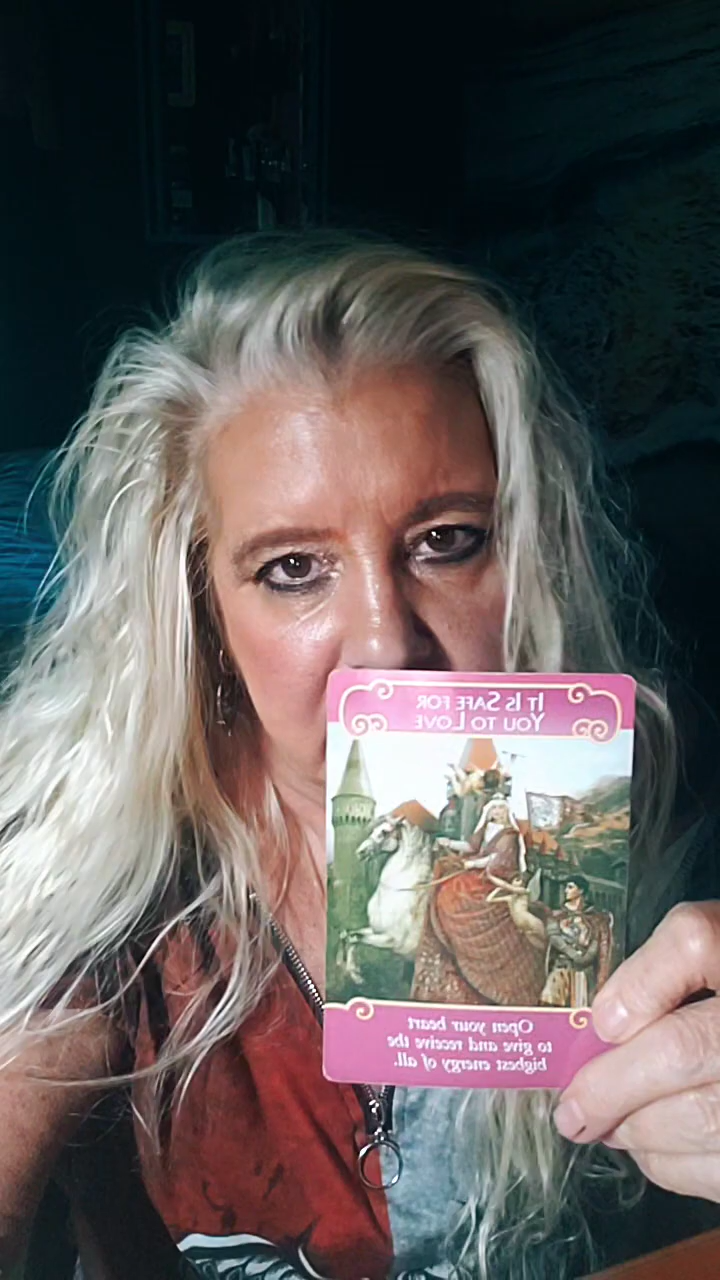 It Is Safe for
You to Love
Open your heart
to give and receive the
highest energy of all.